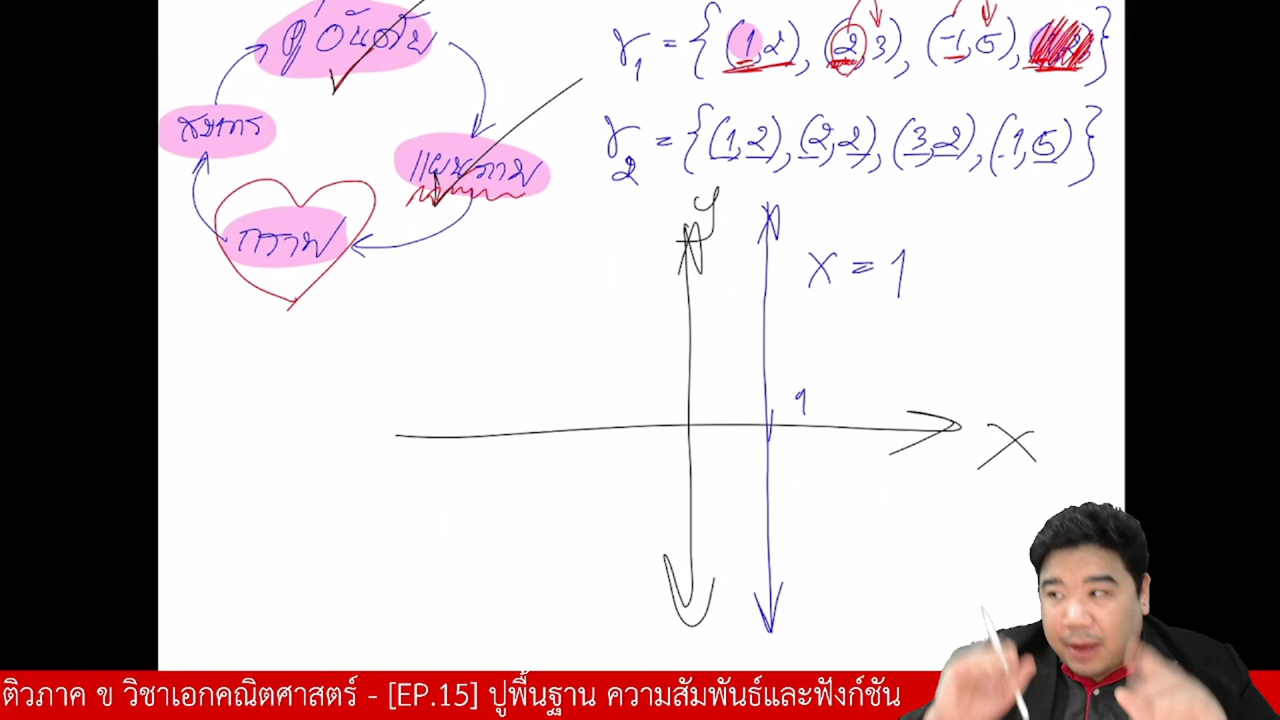 คู่อันดับ
แผนภาพ
กราฟ
สมการ
r₁ = {(1,2), (2,3), (-1,5), }
r₂ = {(1,2), (2,2), (3,2), (-1,5)}
y
x = 1
1
X
ติวภาค ข วิชาเอกคณิตศาสตร์ - [EP.15] ปูพื้นฐาน ความสัมพันธ์และฟังก์ชัน